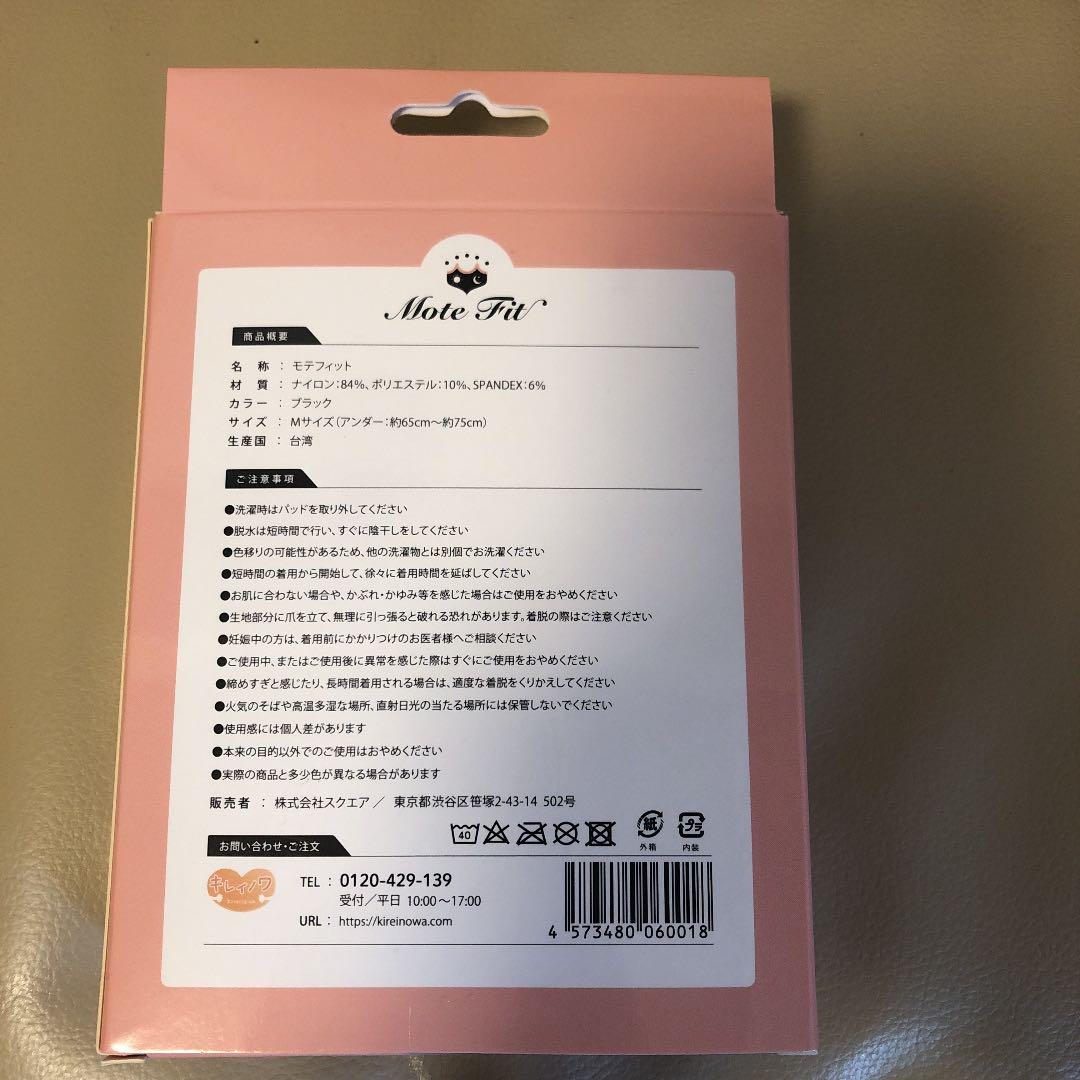 Mote Fit
商品概要
名 称 ： モテフィット
材 質 ： ナイロン：84%、ポリエステル：10%、SPANDEX：6%
カラー ： ブラック
サイズ ： Mサイズ（アンダー：約65cm～約75cm）
生産国 ： 台湾
ご注意事項
●洗濯時はパッドを取り外してください
●脱水は短時間で行い、すぐに陰干しをしてください
●色移りの可能性があるため、他の洗濯物とは別個でお洗濯ください
●短時間の着用から開始して、徐々に着用時間を延ばしてください
●お肌に合わない場合や、かぶれ・かゆみ等を感じた場合はご使用をおやめください
●生地部分に爪を立て、無理に引っ張ると破れる恐れがあります。着脱の際はご注意ください
●妊娠中の方は、着用前にかかりつけのお医者様へご相談ください
●ご使用中、またはご使用後に異常を感じた際はすぐにご使用をおやめください
●締めすぎと感じたり、長時間着用される場合は、適度な着脱をくりかえしてください
●火気のそばや高温多湿な場所、直射日光の当たる場所には保管しないでください
●使用感には個人差があります
●本来の目的以外でのご使用はおやめください
●実際の商品と多少色が異なる場合があります
販売者 ： 株式会社スクエア／ 東京都渋谷区笹塚2-43-14 502号
40 紙 外箱 プラ 内装
お問い合わせ・ご注文
キレイノワ
TEL ： 0120-429-139
受付／平日 10:00～17:00
URL ： https://kireinowa.com
4 573480 060018